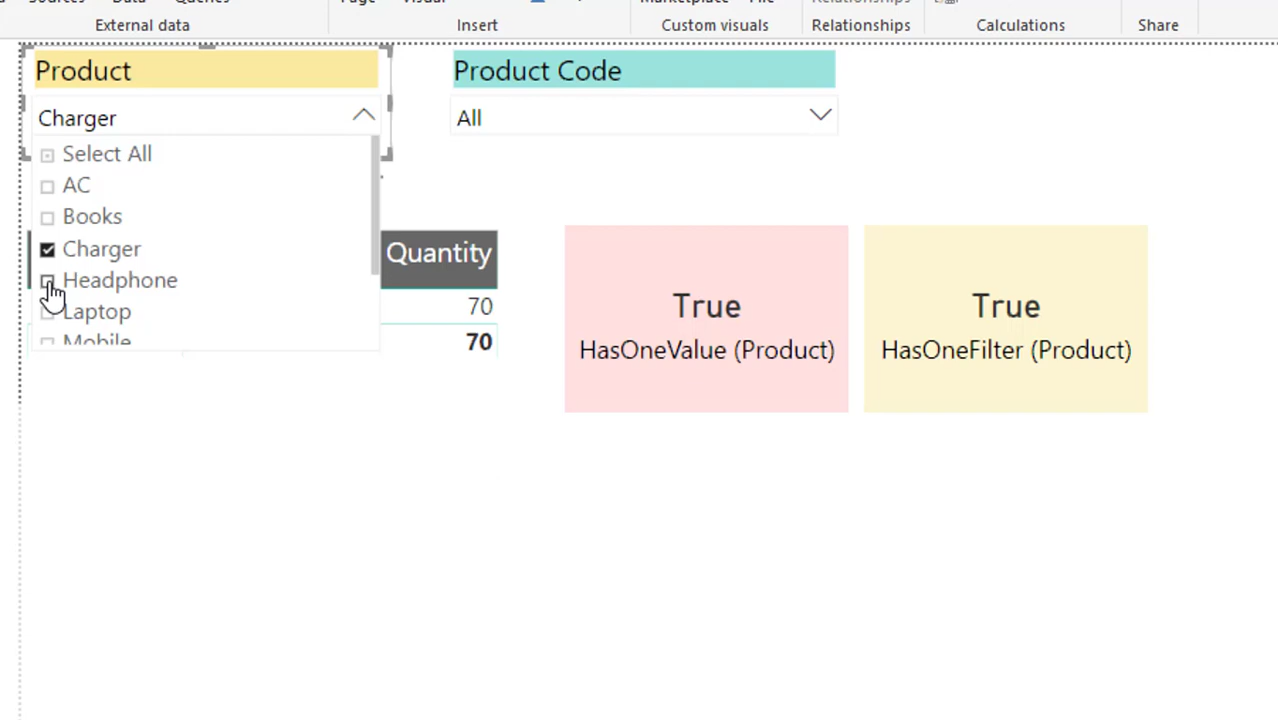 External data
Insert
Custom visuals
Relationships
Calculations
Share
Product
Product Code
Charger
All
Select All
AC
Books
Charger
Headphone
Laptop
Mobile
Quantity
70
70
True
HasOneValue (Product)
True
HasOneFilter (Product)